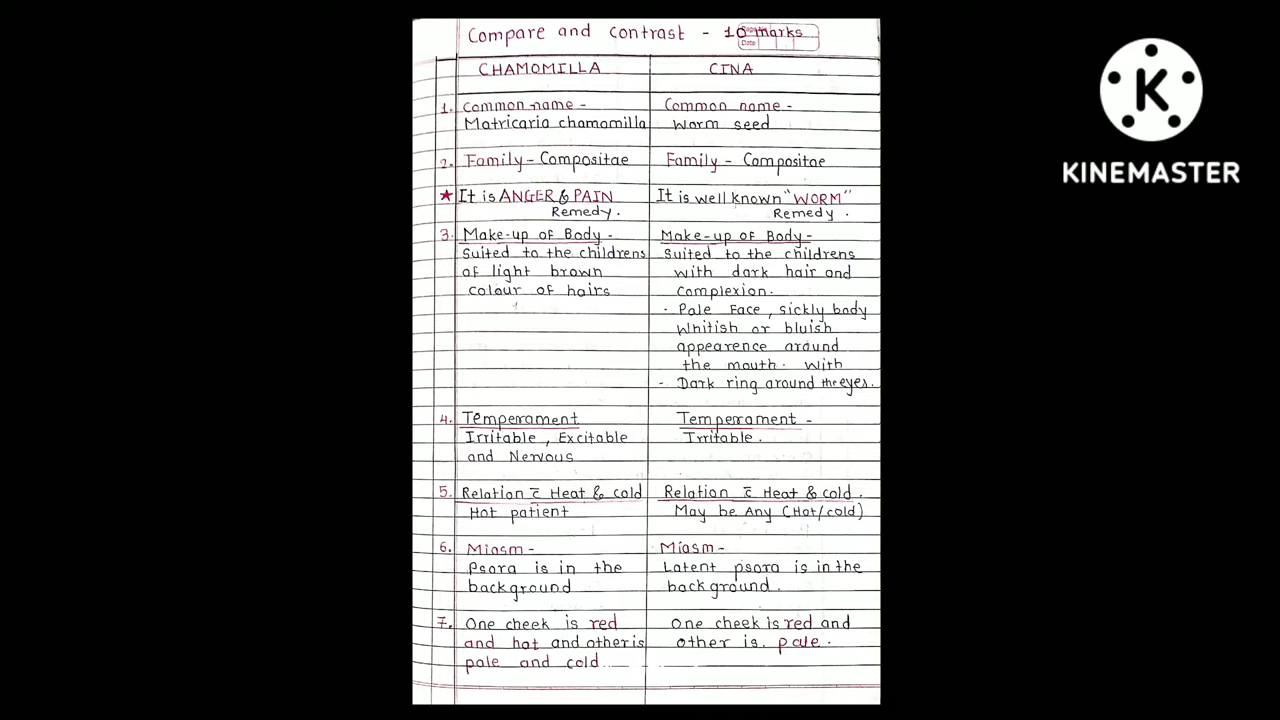 Compare and contrast - 10 marks
Date
CHAMOMILLA
CINA
1. Common name -
Matricaria chamomilla
Common name -
Worm seed
2. Family - Compositae
Family - Compositae
★ It is ANGER & PAIN
Remedy.
It is well known "WORM"
Remedy.
3. Make-up of Body -
Suited to the childrens
of light brown
colour of hairs
Make-up of Body -
Suited to the childrens
with dark hair and
complexion.
- Pale Face, sickly body
Whitish or bluish
appearence around
the mouth. With
- Dark ring around the eyes.
4. Temperament
Irritable, Excitable
and Nervous
Temperament -
Irritable.
5. Relation c̄ Heat & cold
Hot patient
Relation c̄ Heat & cold.
May be Any (Hot/cold)
6. Miasm -
Psora is in the
background
Miasm -
Latent psora is in the
background.
7. One cheek is red
and hot and other is
pale and cold
One cheek is red and
other is. pale.
K
KINEMASTER